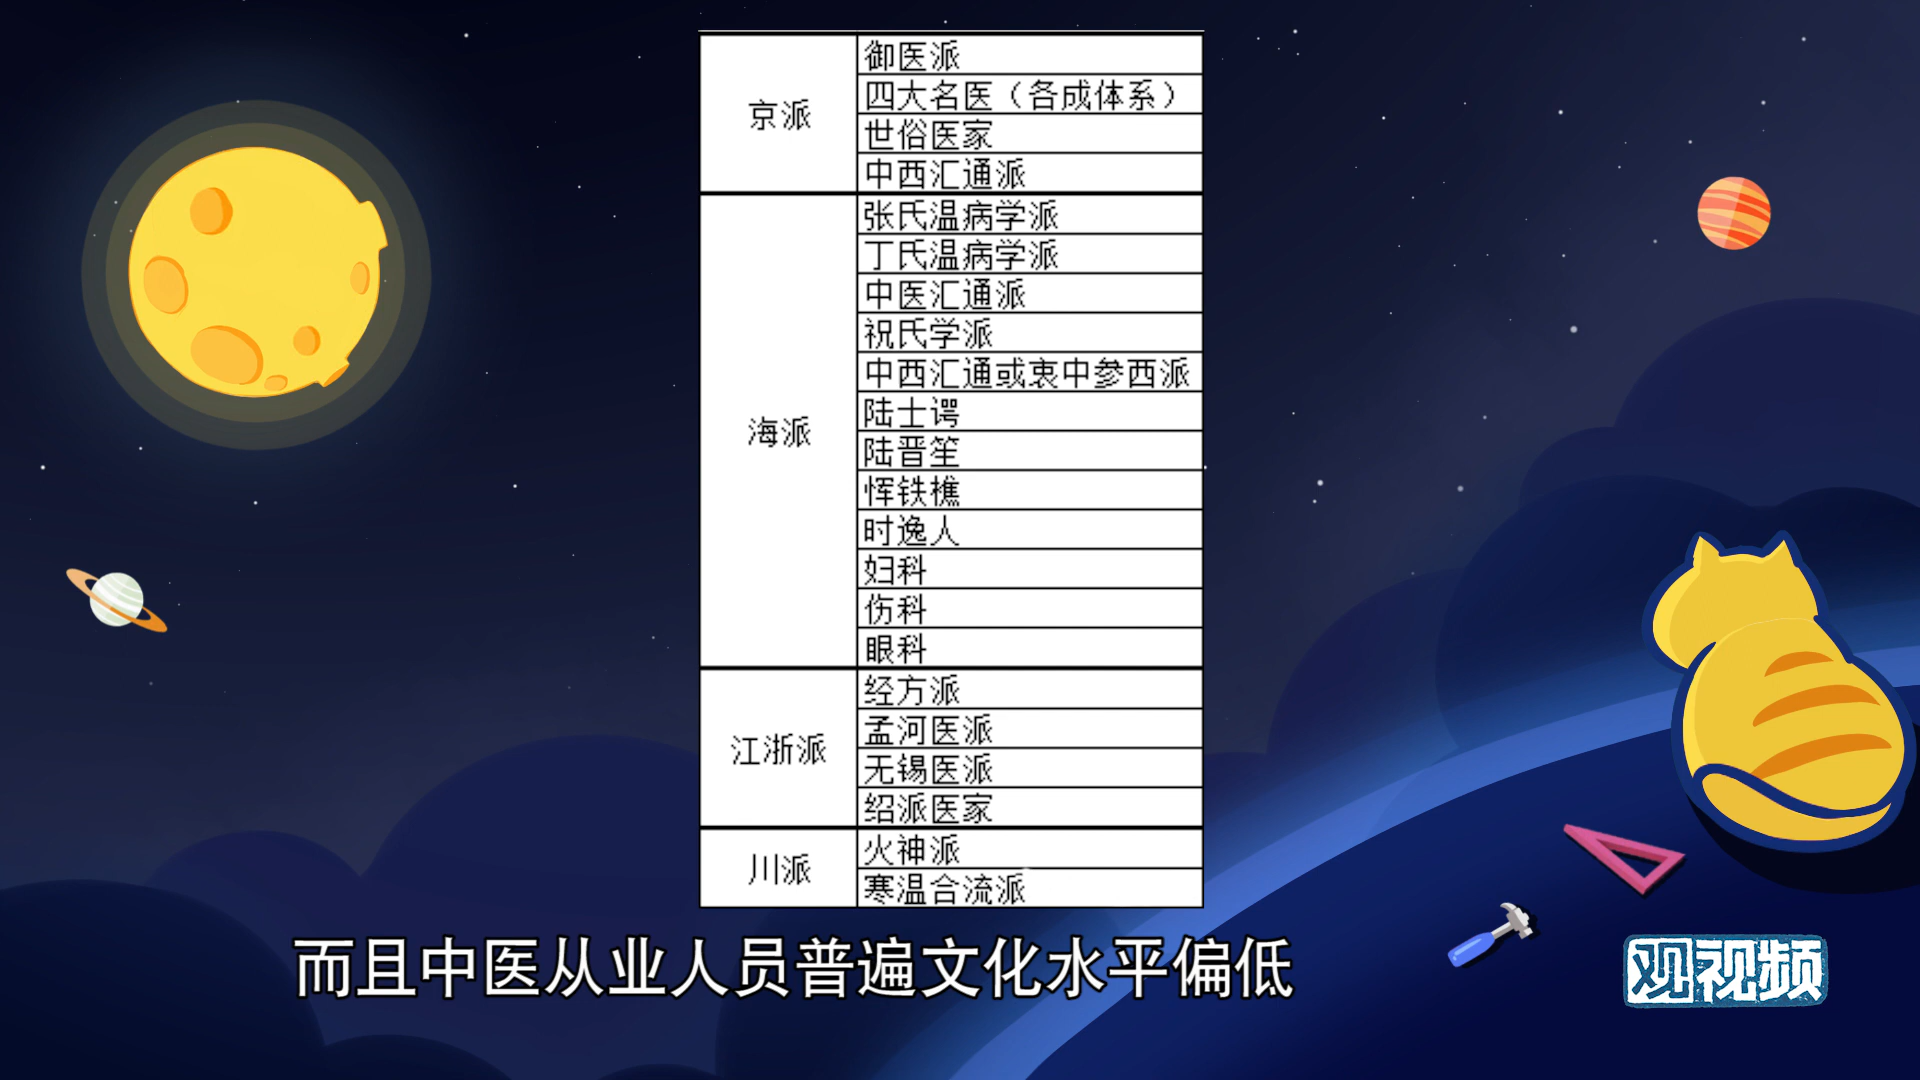 京派
御医派
四大名医（各成体系）
世俗医家
中西汇通派
海派
张氏温病学派
丁氏温病学派
中医汇通派
祝氏学派
中西汇通或衷中参西派
陆士谔
陆晋笙
恽铁樵
时逸人
妇科
伤科
眼科
江浙派
经方派
孟河医派
无锡医派
绍派医家
川派
火神派
寒温合流派
而且中医从业人员普遍文化水平偏低
观视频